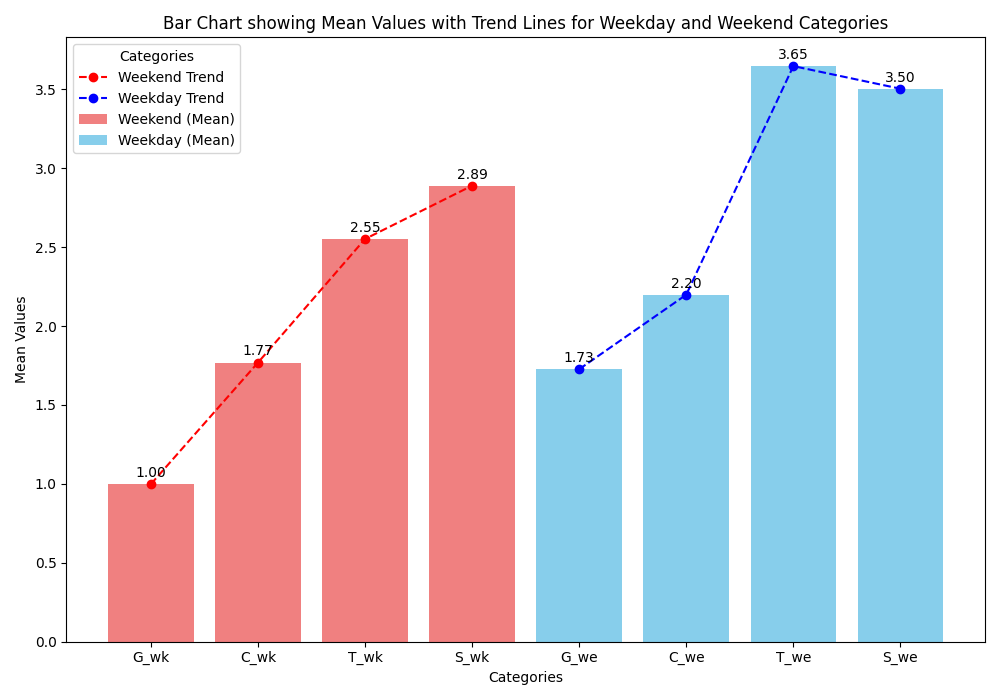 Bar Chart showing Mean Values with Trend Lines for Weekday and Weekend Categories
Categories
Weekend Trend
Weekday Trend
Weekend (Mean)
Weekday (Mean)
3.65
3.50
2.89
2.55
2.20
1.77
1.73
1.00
Mean Values
3.5
3.0
2.5
2.0
1.5
1.0
0.5
0.0
G_wk C_wk T_wk S_wk G_we C_we T_we S_we
Categories